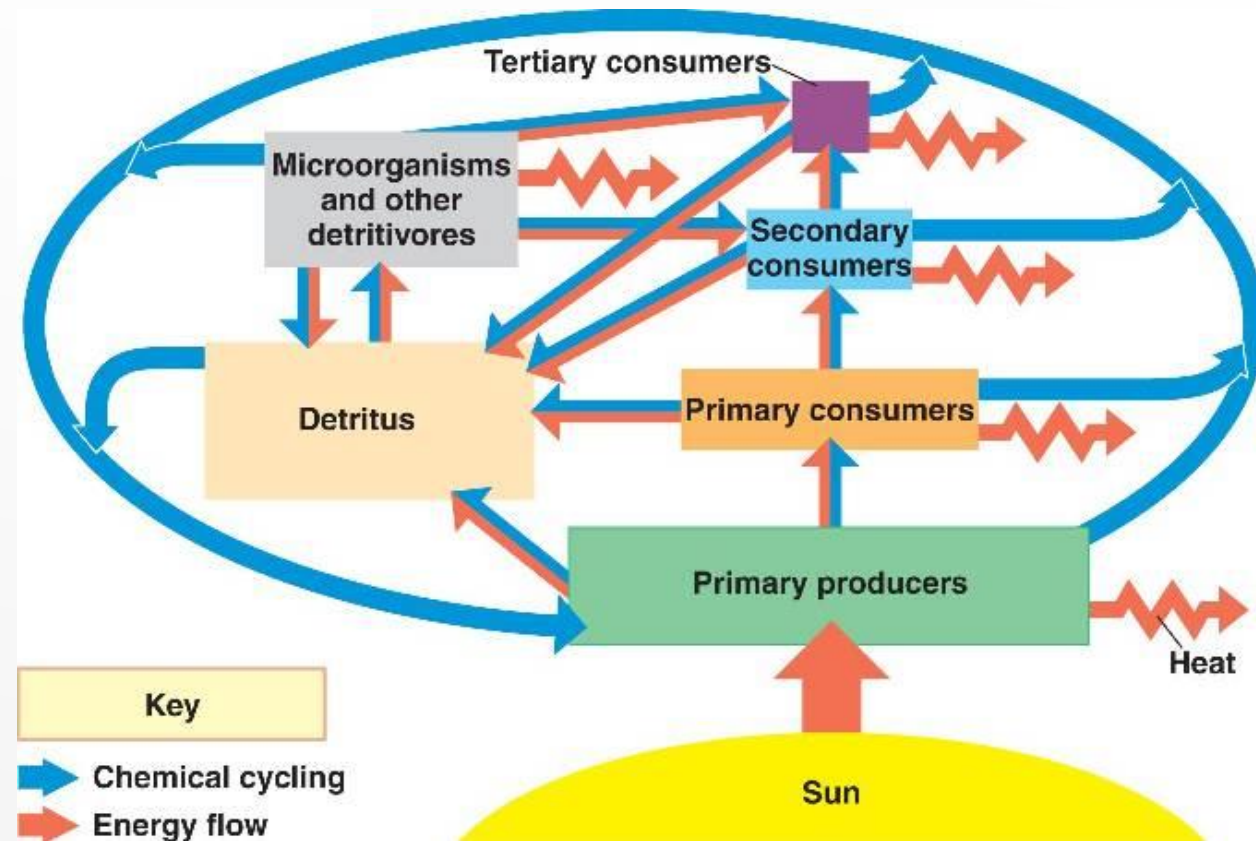 Tertiary consumers
Microorganisms
and other
detritivores
Secondary
consumers
Detritus
Primary consumers
Primary producers
Heat
Key
Chemical cycling
Energy flow
Sun